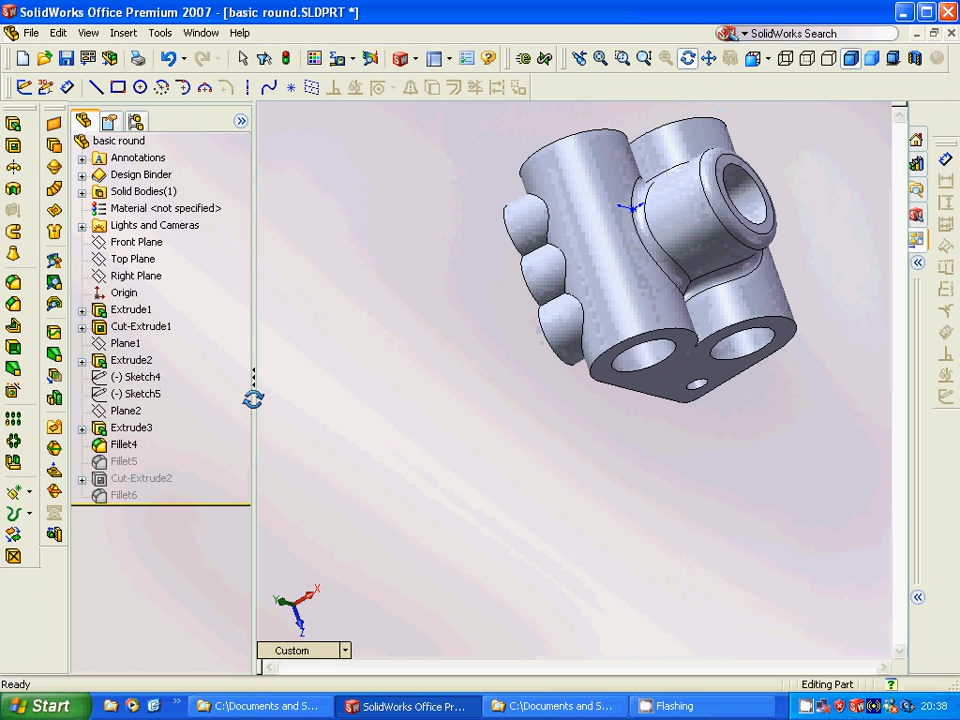 SolidWorks Office Premium 2007 - [basic round.SLDPRT *]
File Edit View Insert Tools Window Help
SolidWorks Search
basic round
Annotations
Design Binder
Solid Bodies(1)
Material <not specified>
Lights and Cameras
Front Plane
Top Plane
Right Plane
Origin
Extrude1
Cut-Extrude1
Plane1
Extrude2
(-) Sketch4
(-) Sketch5
Plane2
Extrude3
Fillet4
Fillet5
Cut-Extrude2
Fillet6
X
Y
Z
Custom
Ready
Editing Part
Start
C:\Documents and S...
SolidWorks Office Pr...
C:\Documents and S...
Flashing
20:38